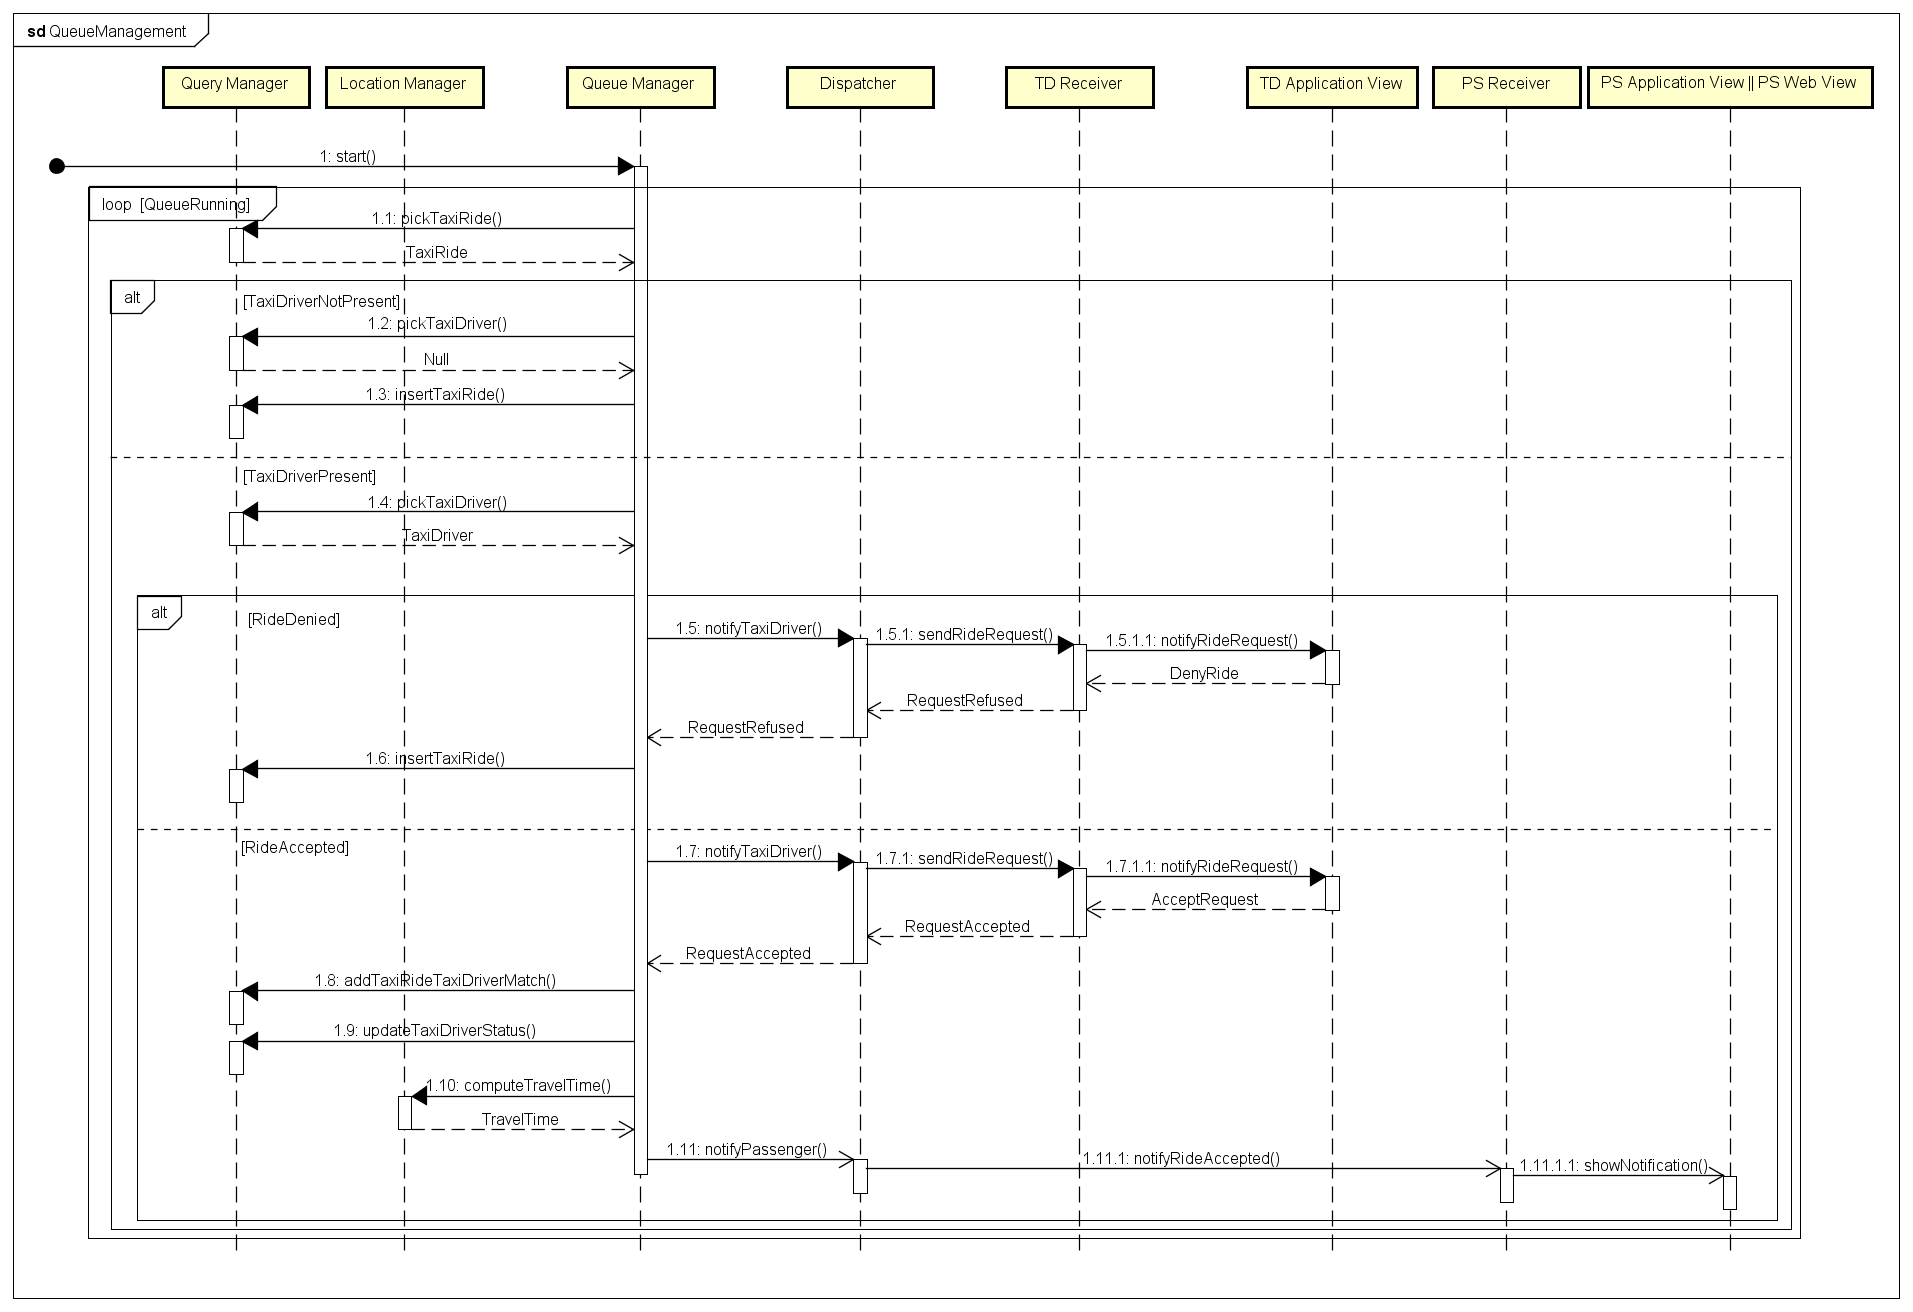 sd QueueManagement
Query Manager
Location Manager
Queue Manager
Dispatcher
TD Receiver
TD Application View
PS Receiver
PS Application View || PS Web View
1: start()
loop [QueueRunning]
1.1: pickTaxiRide()
TaxiRide
alt
[TaxiDriverNotPresent]
1.2: pickTaxiDriver()
Null
1.3: insertTaxiRide()
[TaxiDriverPresent]
1.4: pickTaxiDriver()
TaxiDriver
alt
[RideDenied]
1.5: notifyTaxiDriver()
1.5.1: sendRideRequest()
1.5.1.1: notifyRideRequest()
DenyRide
RequestRefused
RequestRefused
1.6: insertTaxiRide()
[RideAccepted]
1.7: notifyTaxiDriver()
1.7.1: sendRideRequest()
1.7.1.1: notifyRideRequest()
AcceptRequest
RequestAccepted
RequestAccepted
1.8: addTaxiRideTaxiDriverMatch()
1.9: updateTaxiDriverStatus()
1.10: computeTravelTime()
TravelTime
1.11: notifyPassenger()
1.11.1: notifyRideAccepted()
1.11.1.1: showNotification()